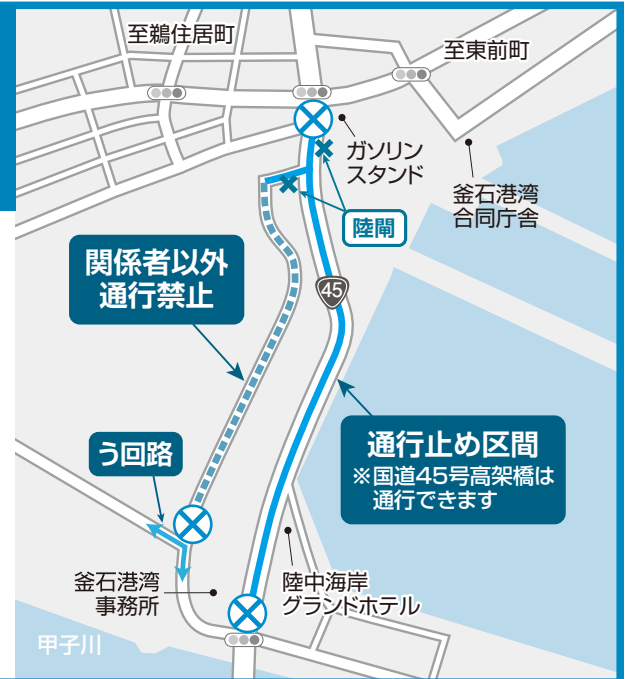 至鵜住居町
至東前町
ガソリン
スタンド
釜石港湾
合同庁舎
陸閘
関係者以外
通行禁止
45
通行止め区間
※国道45号高架橋は
通行できます
う回路
釜石港湾
事務所
陸中海岸
グランドホテル
甲子川